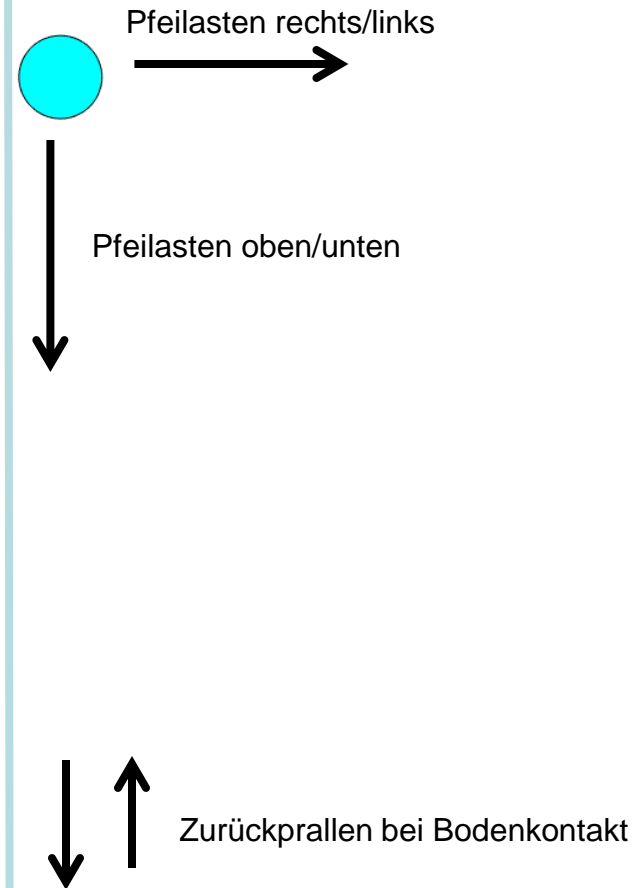 Pfeilasten rechts/links
Pfeilasten oben/unten
Zurückprallen bei Bodenkontakt